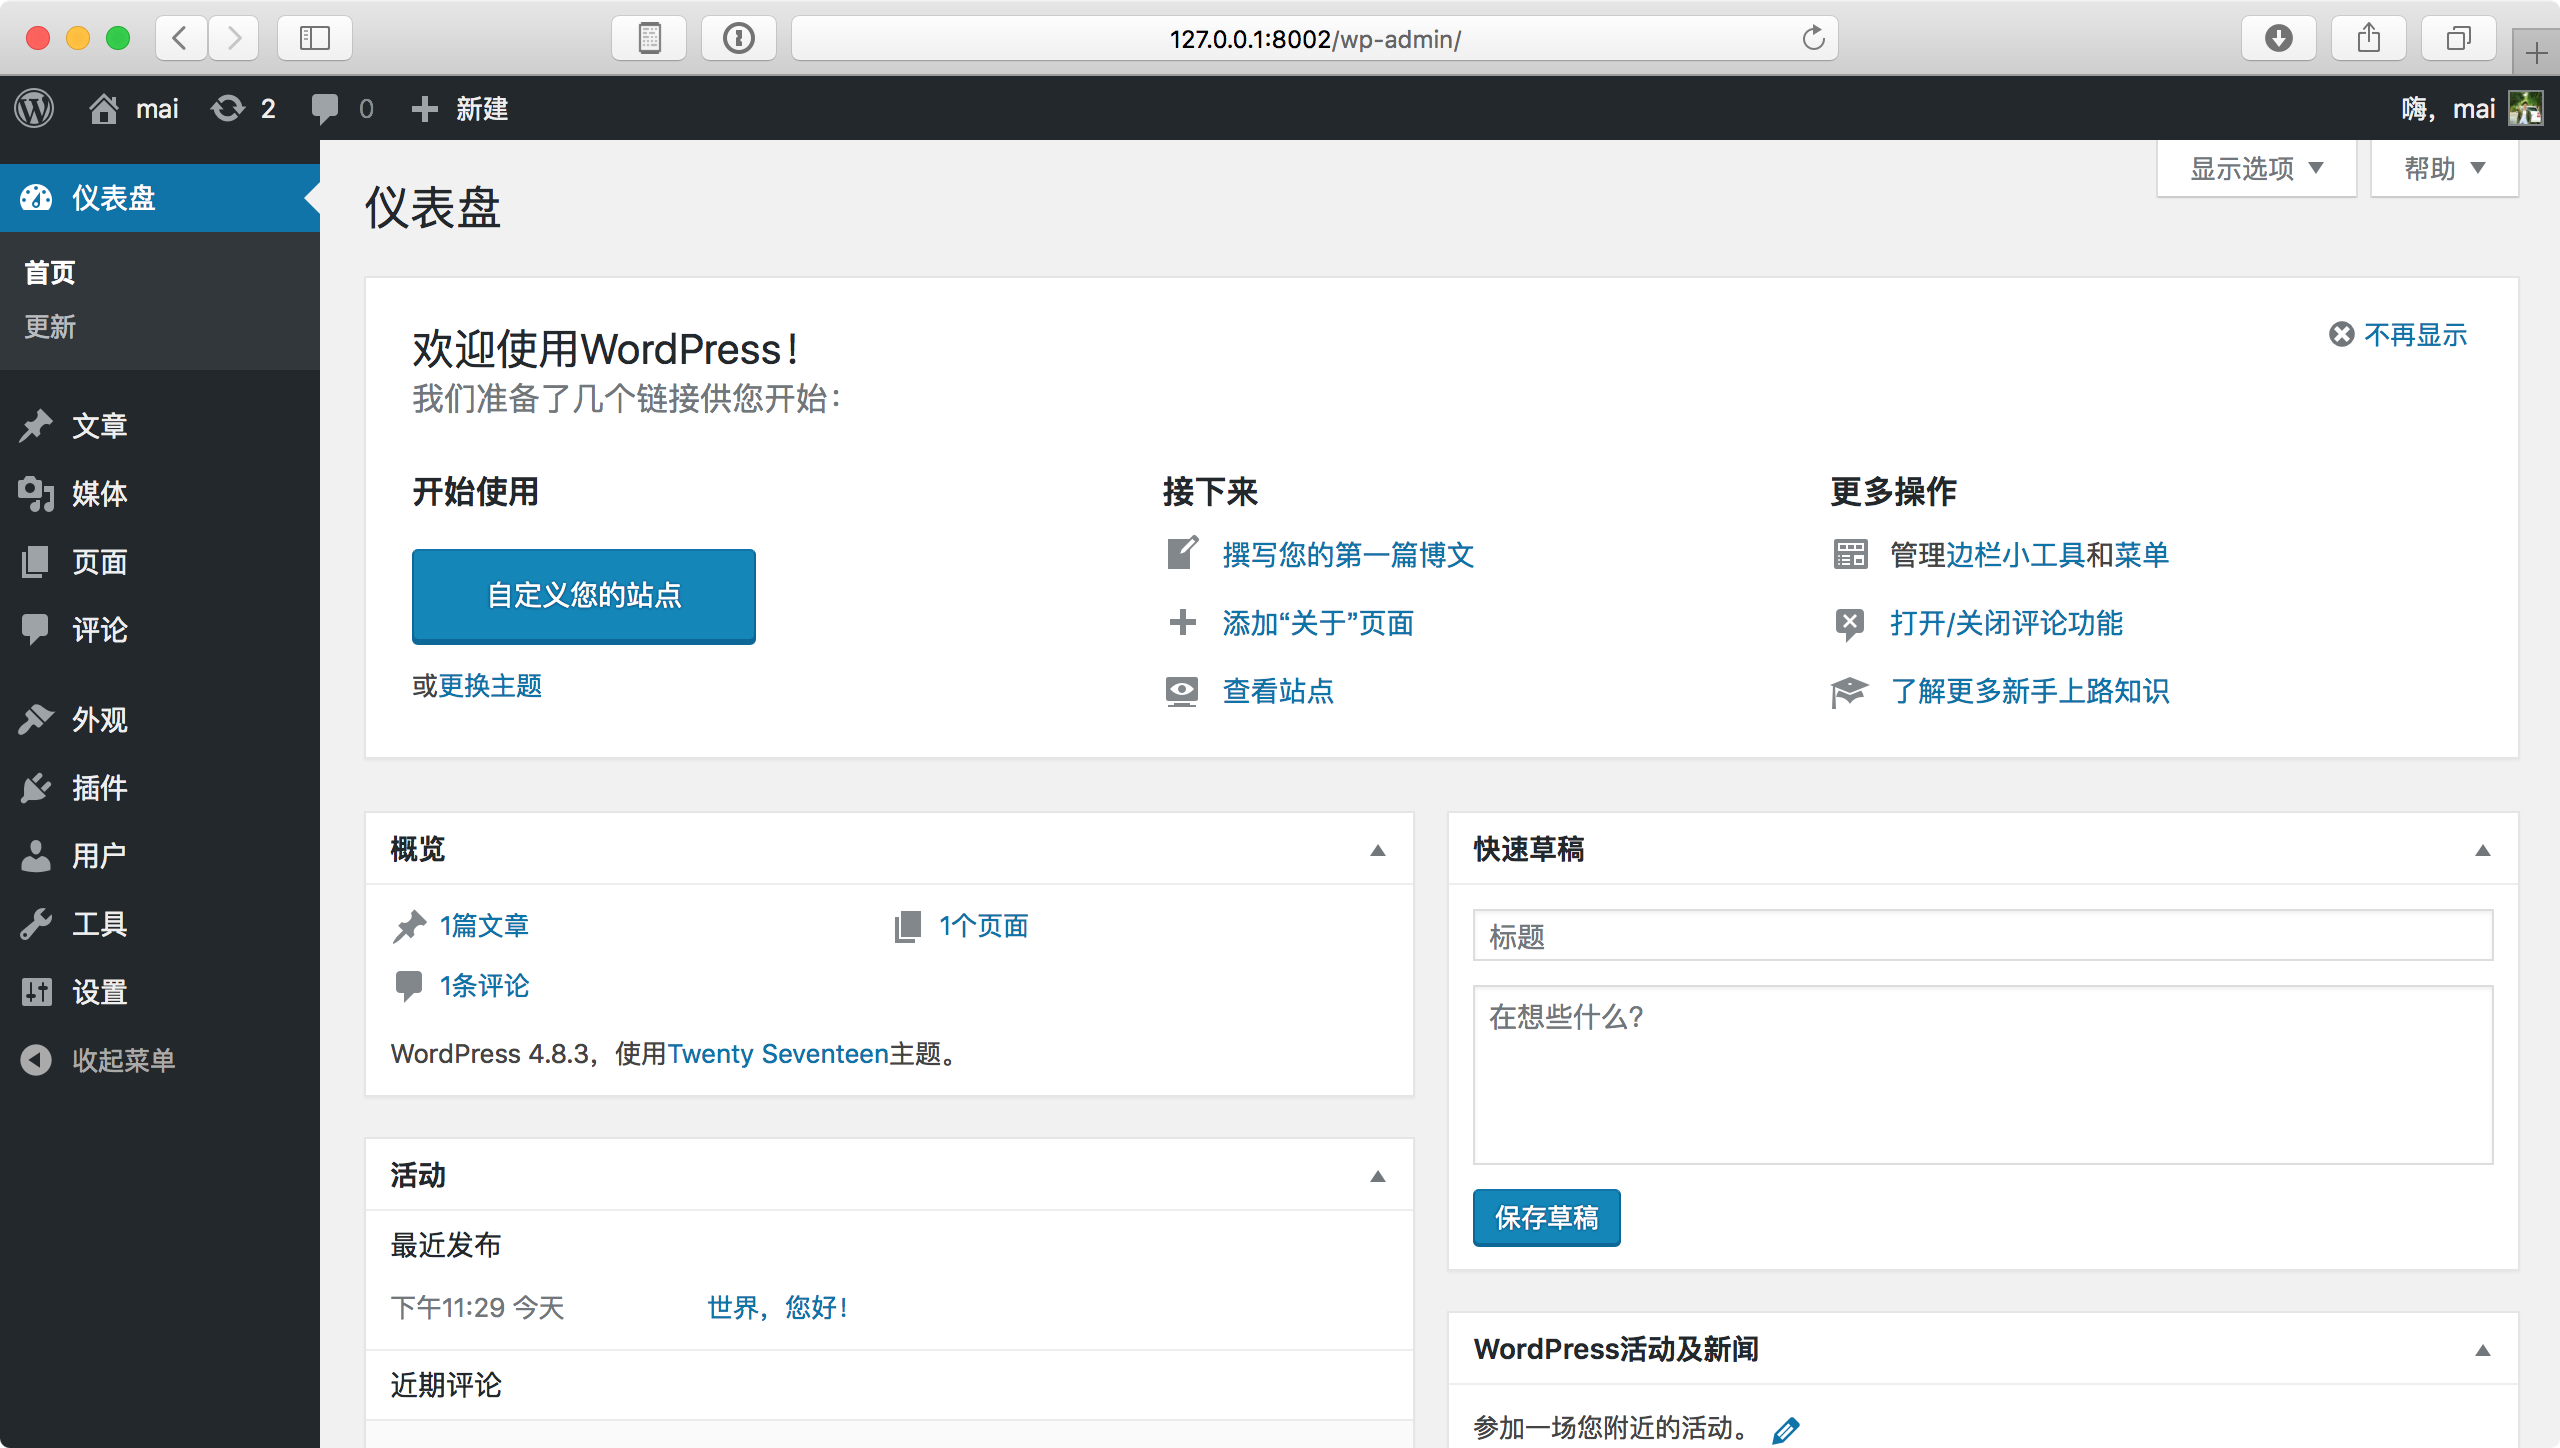 127.0.0.1:8002/wp-admin/
mai 2 0 新建
嗨，mai
仪表盘
首页
更新
文章
媒体
页面
评论
外观
插件
用户
工具
设置
收起菜单
显示选项 帮助
仪表盘
欢迎使用WordPress！
不再显示
我们准备了几个链接供您开始：
开始使用
自定义您的站点
或更换主题
接下来
撰写您的第一篇博文
添加“关于”页面
查看站点
更多操作
管理边栏小工具和菜单
打开/关闭评论功能
了解更多新手上路知识
概览
1篇文章 1个页面
1条评论
WordPress 4.8.3，使用Twenty Seventeen主题。
活动
最近发布
下午11:29 今天 世界，您好！
近期评论
快速草稿
标题
在想些什么?
保存草稿
WordPress活动及新闻
参加一场您附近的活动。